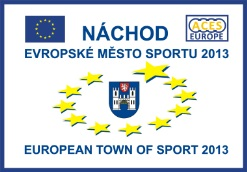 NÁCHOD
ACES
EUROPE
EVROPSKÉ MĚSTO SPORTU 2013
EUROPEAN TOWN OF SPORT 2013